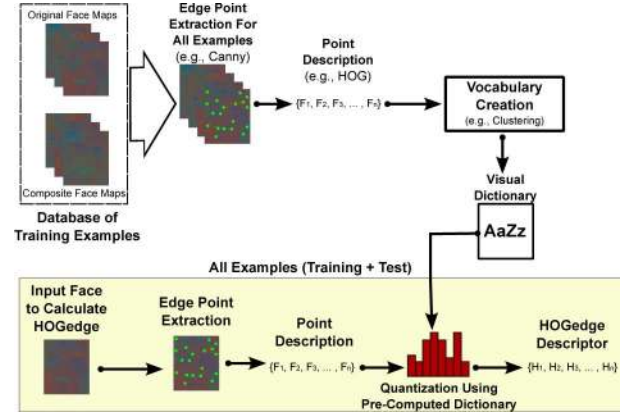 Original Face Maps
Composite Face Maps
Database of
Training Examples
Edge Point
Extraction For
All Examples
(e.g., Canny)
Point
Description
(e.g., HOG)
{F₁, F₂, F₃, ... , Fₙ}
Vocabulary
Creation
(e.g., Clustering)
Visual
Dictionary
AaZz
All Examples (Training + Test)
Input Face
to Calculate
HOGedge
Edge Point
Extraction
Point
Description
{F₁, F₂, F₃, ... , Fₙ}
Quantization Using
Pre-Computed Dictionary
HOGedge
Descriptor
{H₁, H₂, H₃, ... , Hₙ}